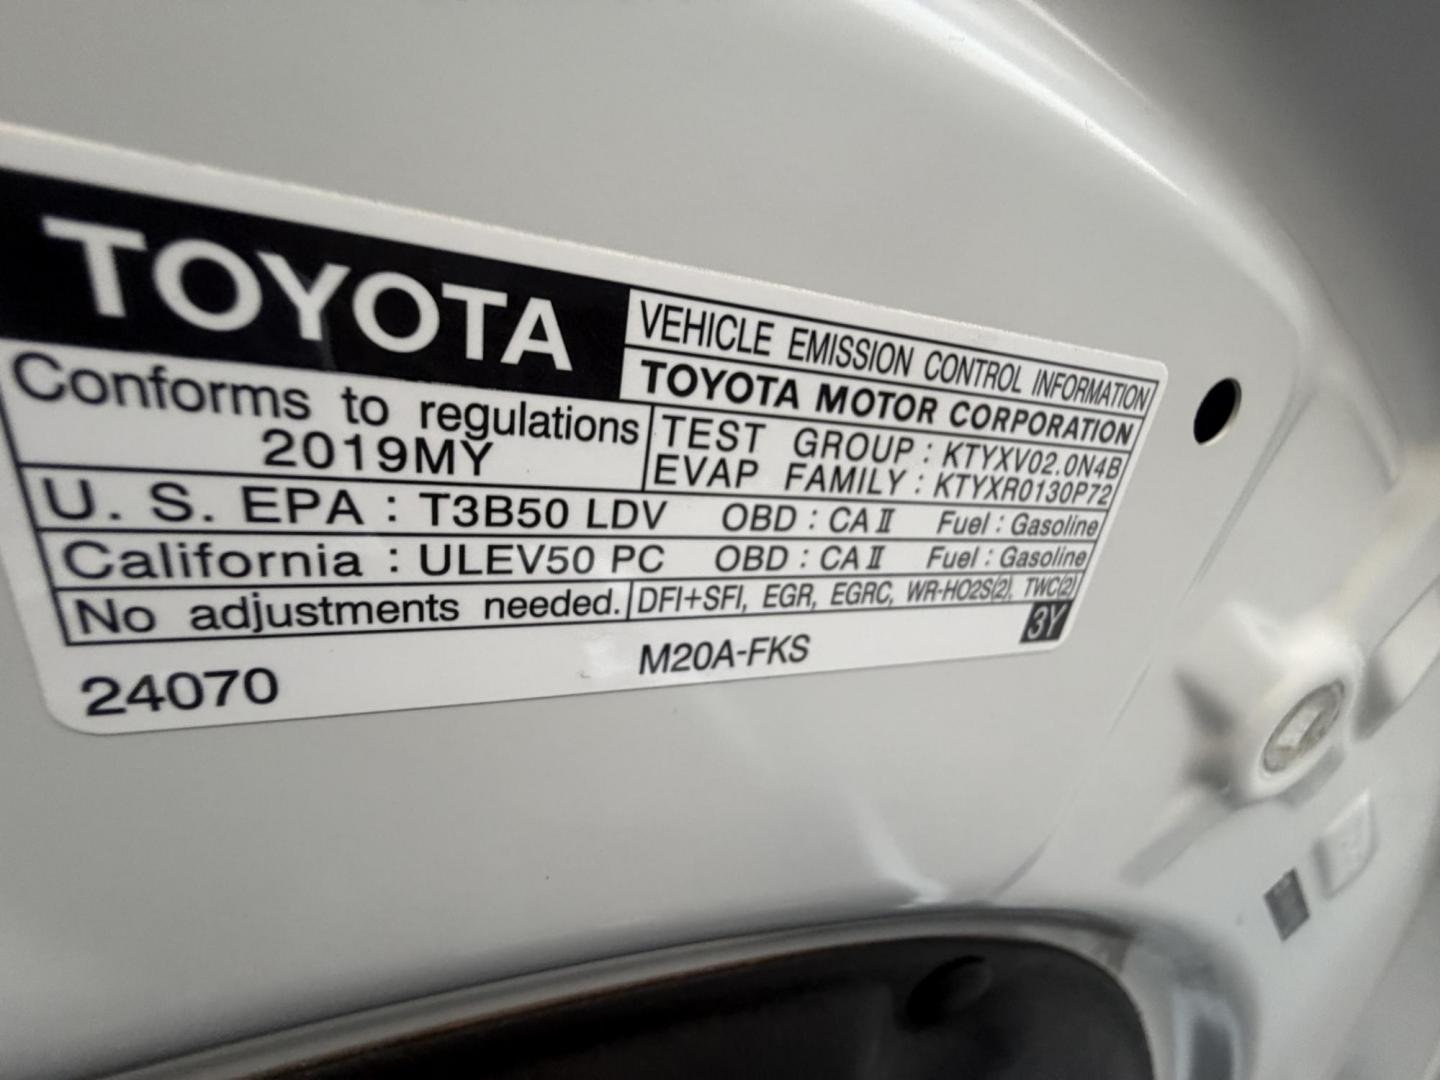 TOYOTA
VEHICLE EMISSION CONTROL INFORMATION
TOYOTA MOTOR CORPORATION
Conforms to regulations
2019MY
TEST GROUP : KTYXV02.0N4B
EVAP FAMILY : KTYXR0130P72
U. S. EPA : T3B50 LDV OBD : CA II Fuel : Gasoline
California : ULEV50 PC OBD : CA II Fuel : Gasoline
No adjustments needed. DFI+SFI, EGR, EGRC, WR-HO2S(2), TWC(2)
24070 M20A-FKS 3Y